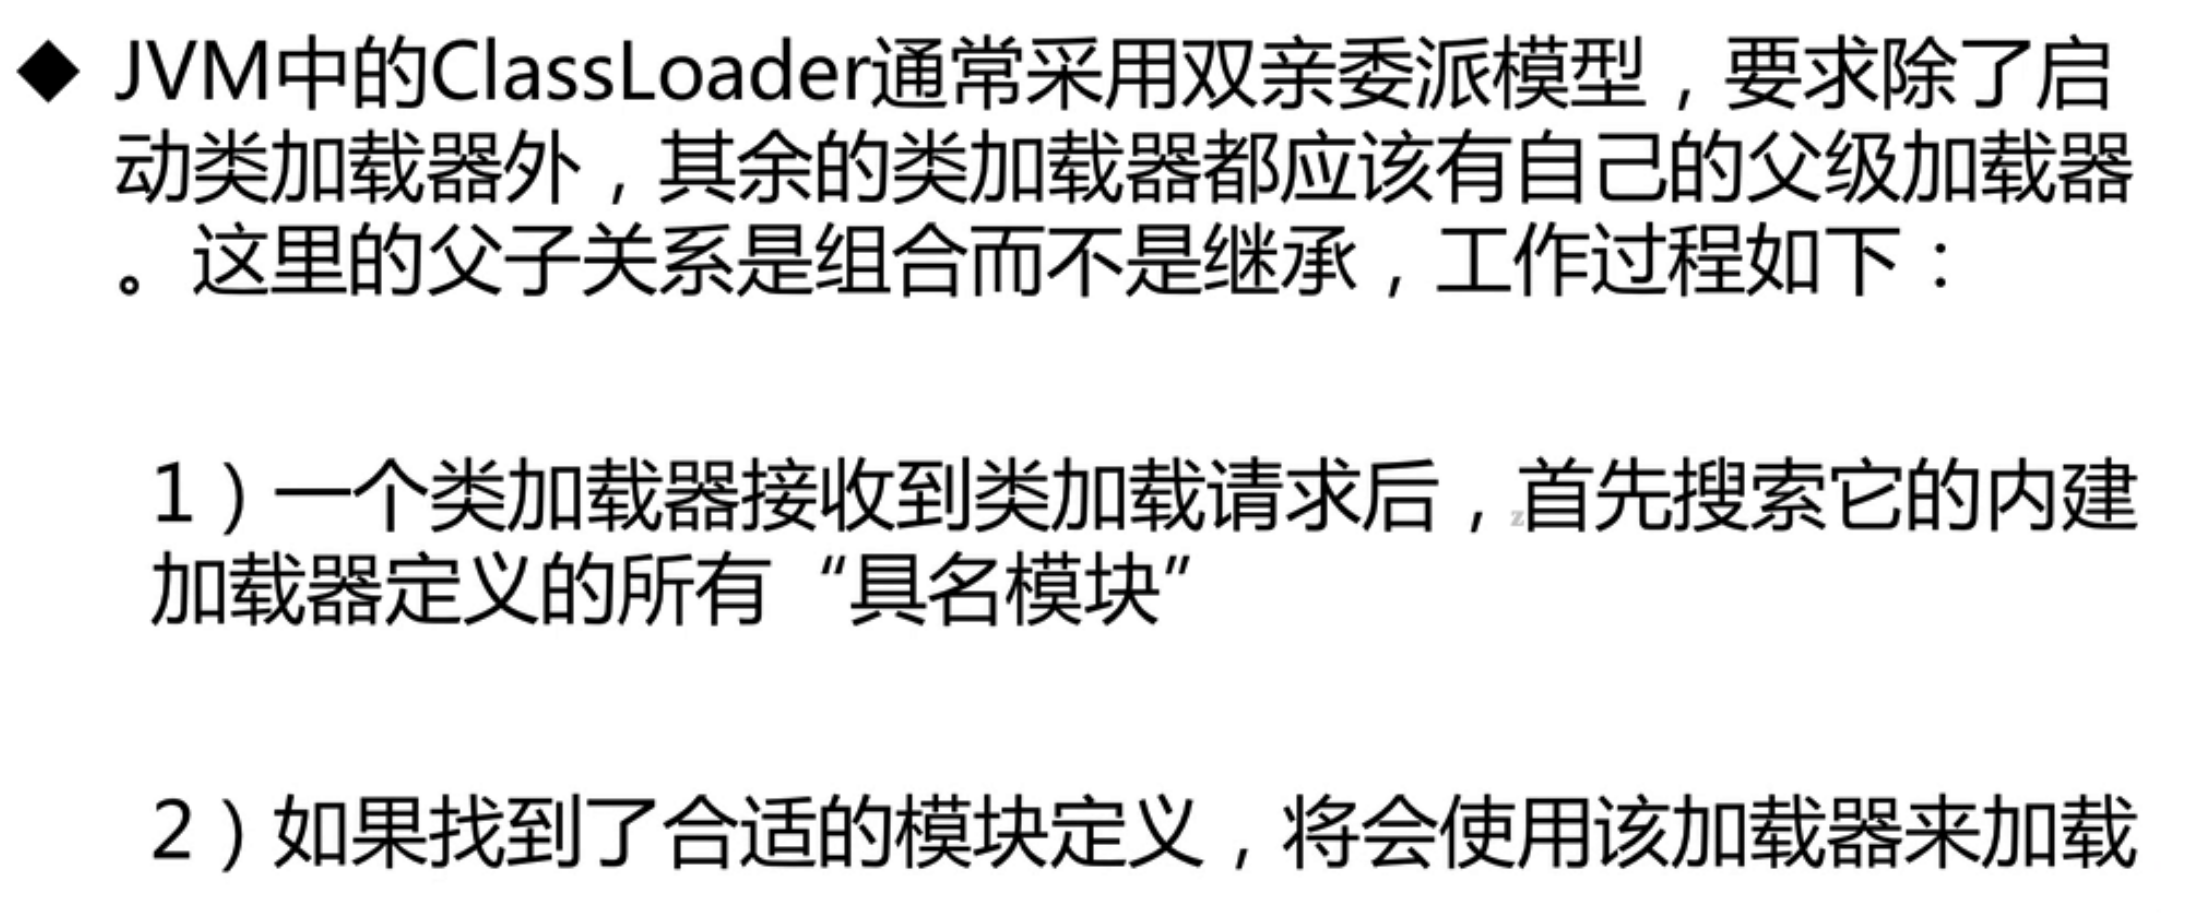 ◆ JVM中的ClassLoader通常采用双亲委派模型，要求除了启
动类加载器外，其余的类加载器都应该有自己的父级加载器
。这里的父子关系是组合而不是继承，工作过程如下：
1）一个类加载器接收到类加载请求后，首先搜索它的内建
加载器定义的所有“具名模块”
2）如果找到了合适的模块定义，将会使用该加载器来加载